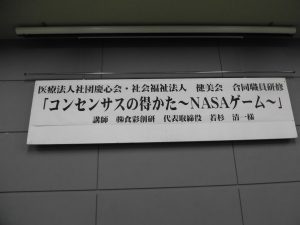 医療法人社団慶心会・社会福祉法人　健美会　合同職員研修
「コンセンサスの得かた～NASAゲーム～」
講師　㈱食彩創研　代表取締役　若杉　清一様